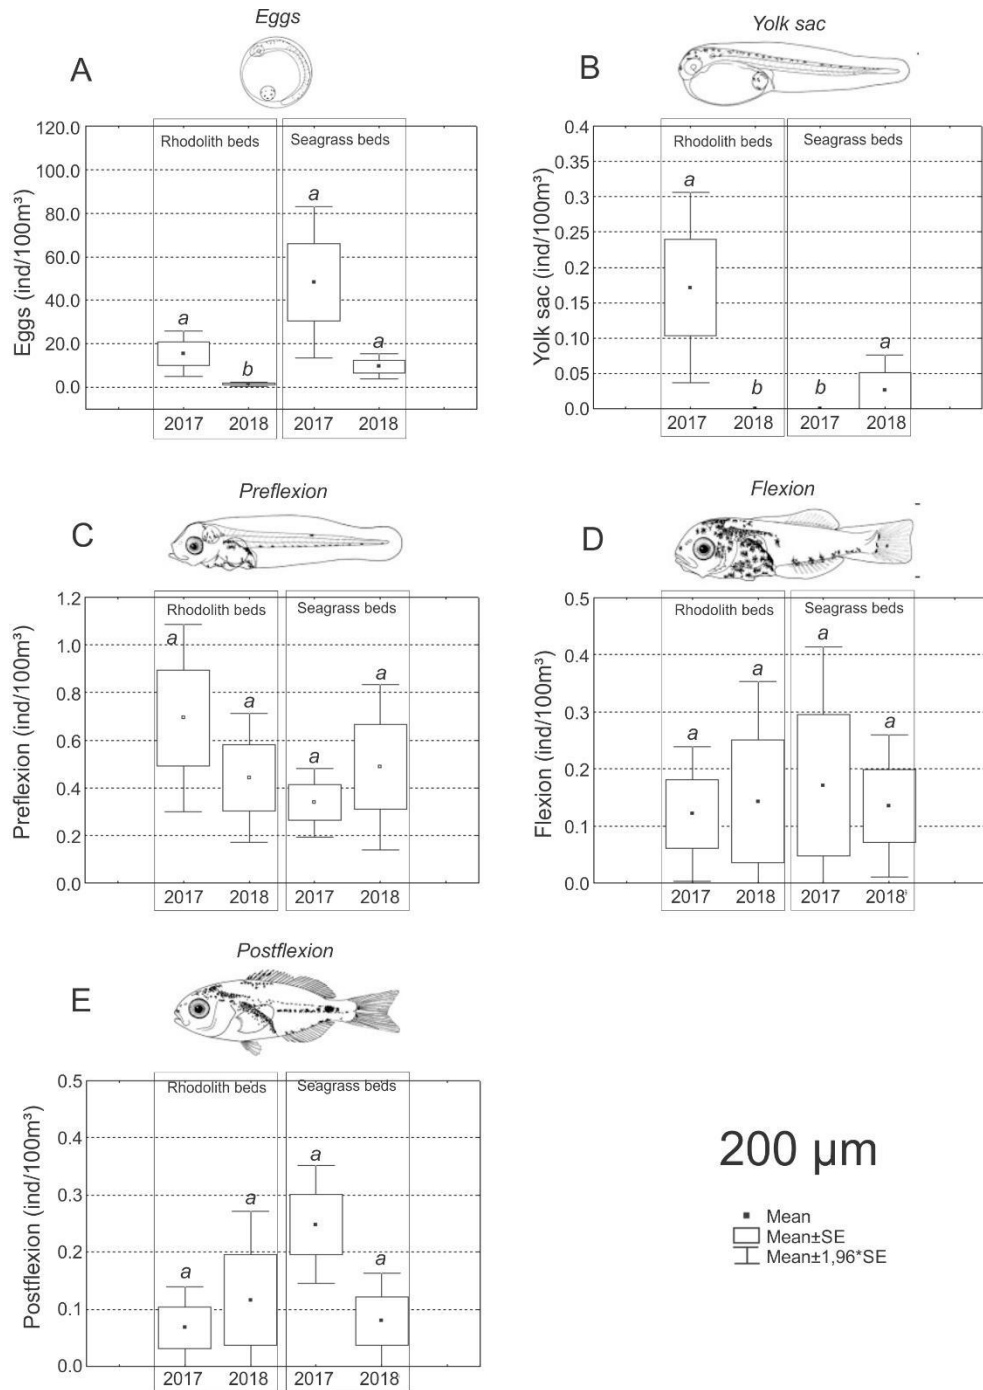 Eggs
A
Rhodolith beds
Seagrass beds
Eggs (ind/100m³)
120.0
100.0
80.0
60.0
40.0
20.0
0.0
a
b
a
a
2017
2018
2017
2018
Yolk sac
B
Rhodolith beds
Seagrass beds
Yolk sac (ind/100m³)
0.4
0.35
0.3
0.25
0.2
0.15
0.1
0.05
0.0
a
b
b
a
2017
2018
2017
2018
Preflexion
C
Rhodolith beds
Seagrass beds
Preflexion (ind/100m³)
1.2
1.0
0.8
0.6
0.4
0.2
0.0
a
a
a
a
2017
2018
2017
2018
Flexion
D
Rhodolith beds
Seagrass beds
Flexion (ind/100m³)
0.5
0.4
0.3
0.2
0.1
0.0
a
a
a
a
2017
2018
2017
2018
Postflexion
E
Rhodolith beds
Seagrass beds
Postflexion (ind/100m³)
0.5
0.4
0.3
0.2
0.1
0.0
a
a
a
a
2017
2018
2017
2018
200 µm
Mean
Mean±SE
Mean±1,96*SE